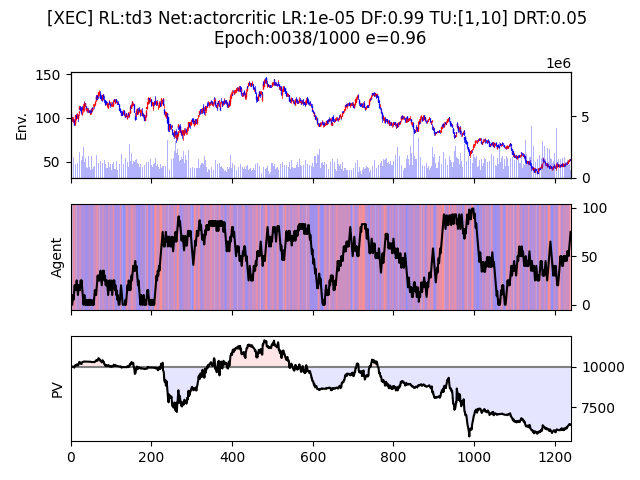 [XEC] RL:td3 Net:actorcritic LR:1e-05 DF:0.99 TU:[1,10] DRT:0.05
Epoch:0038/1000 e=0.96
1e6
150
100
50
Env.
5
0
Agent
100
50
0
PV
10000
7500
0 200 400 600 800 1000 1200